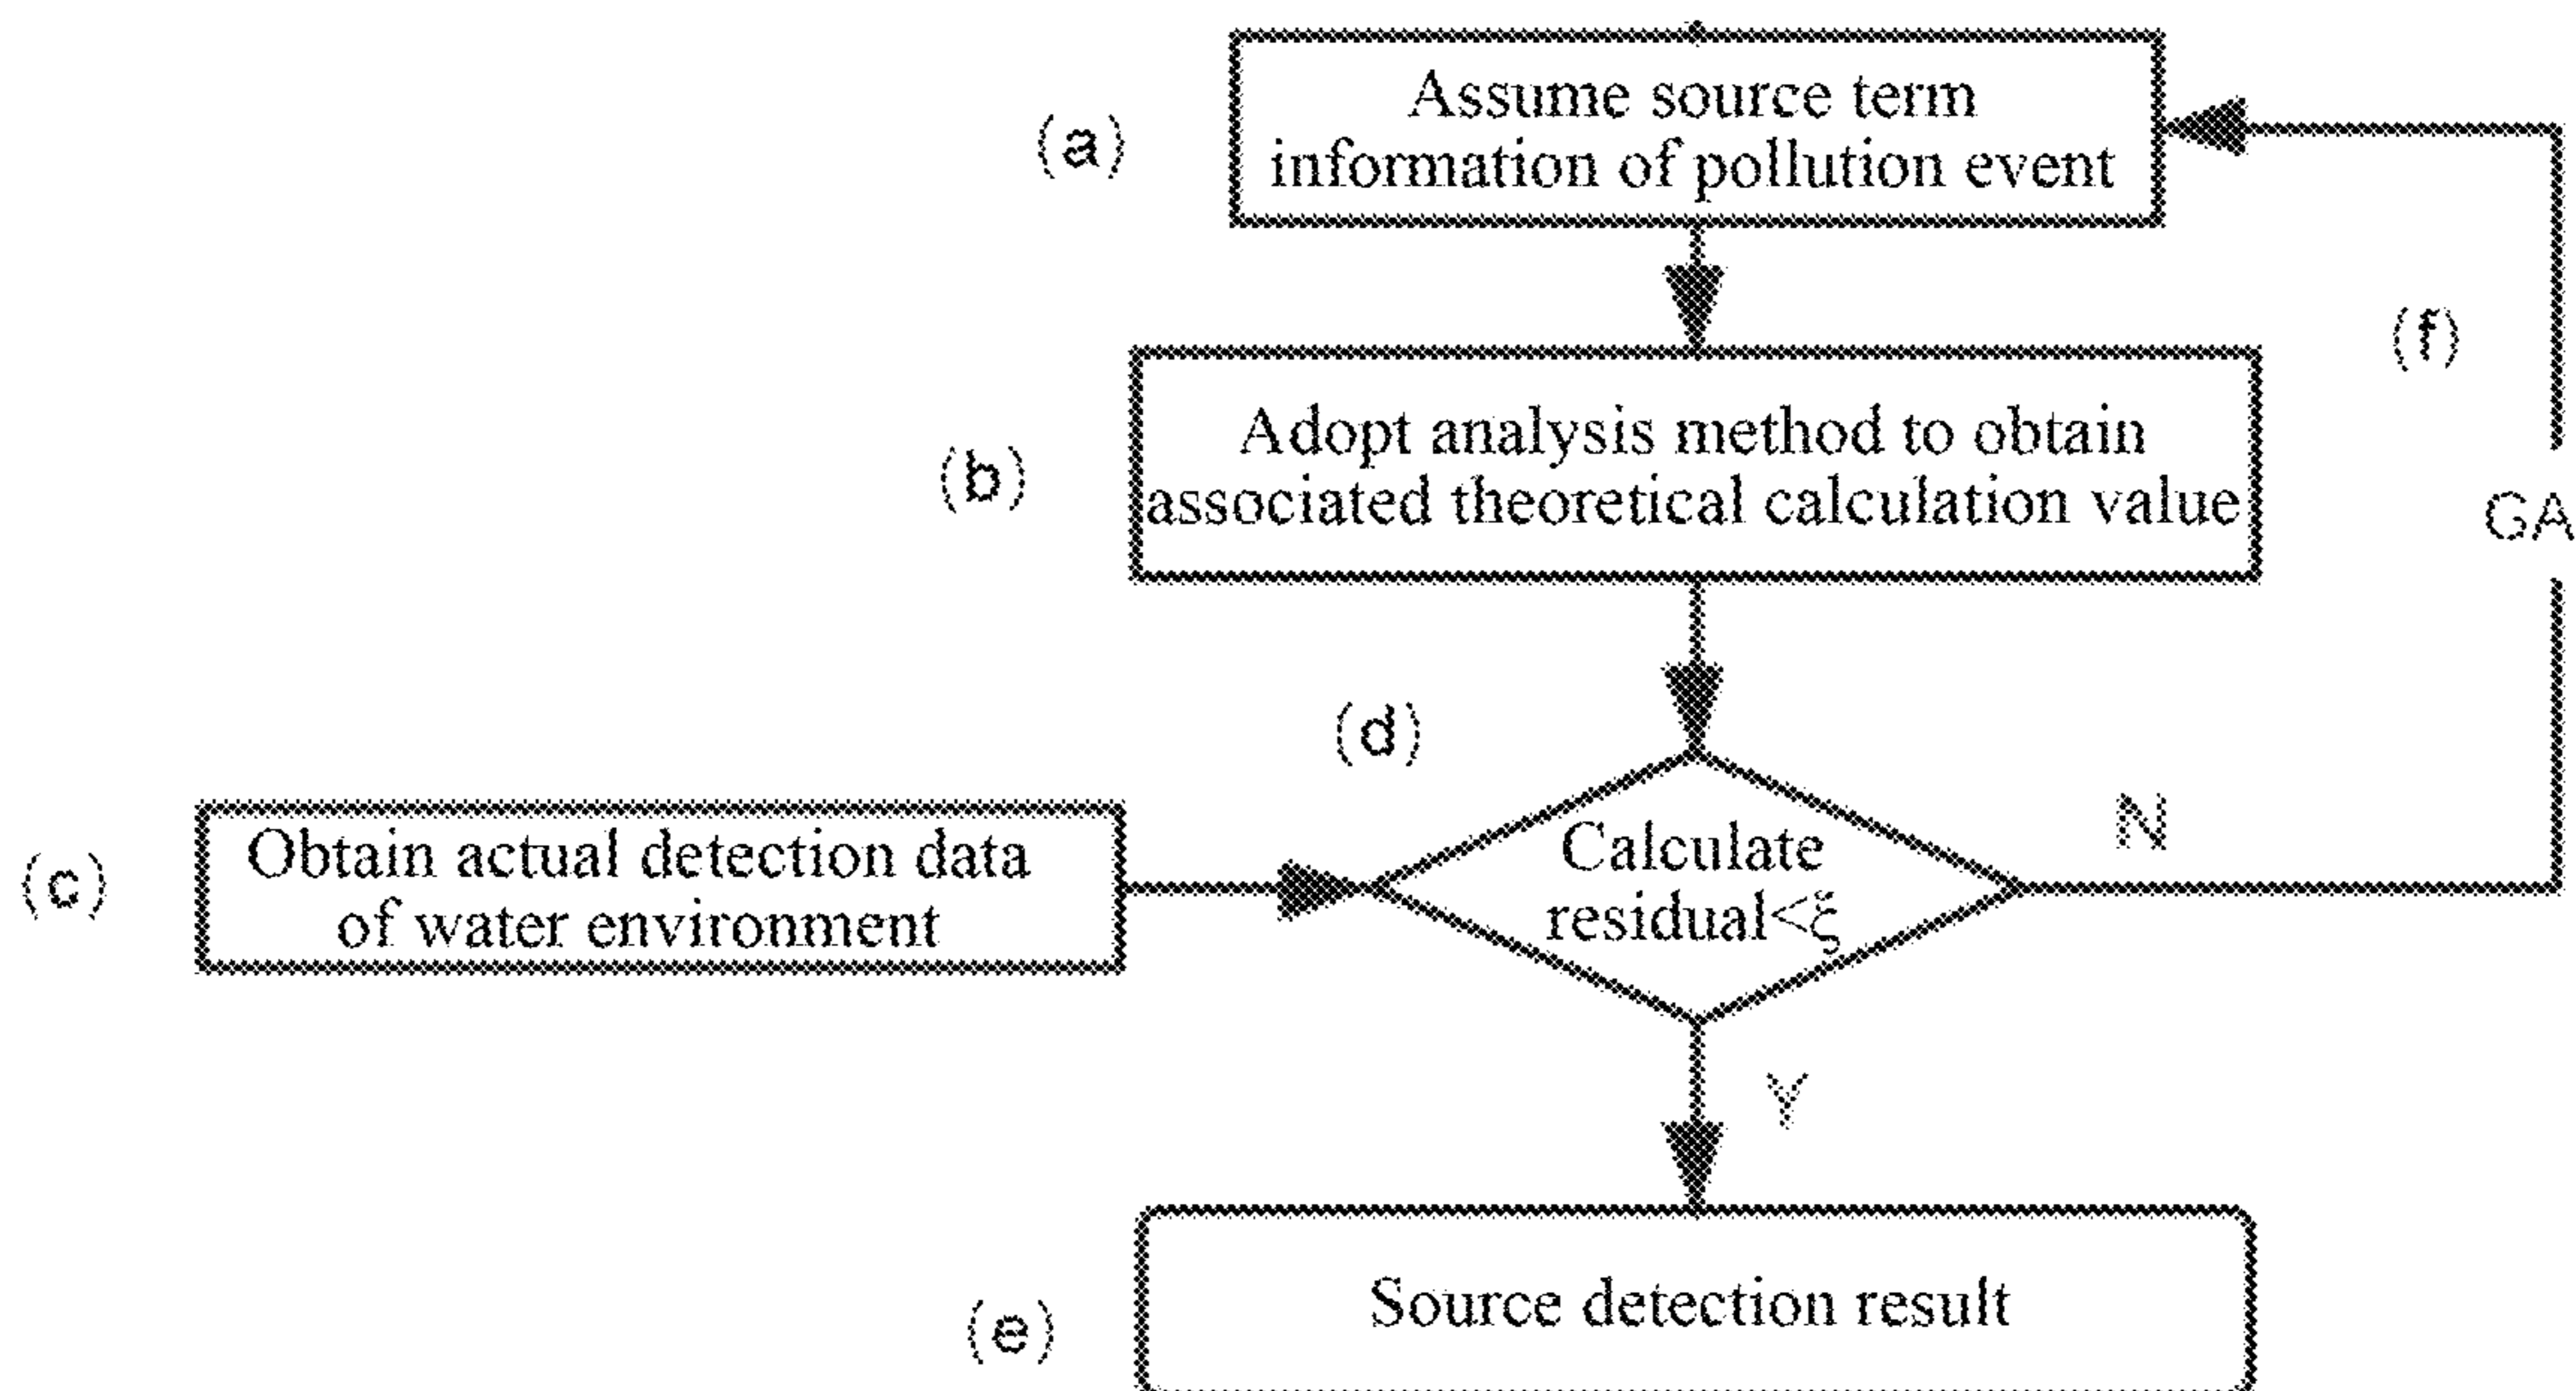 (a)
Assume source term
information of pollution event
(f)
(b)
Adopt analysis method to obtain
associated theoretical calculation value
GA
(d)
(c)
Obtain actual detection data
of water environment
Calculate
residual<ξ
N
Y
(e)
Source detection result